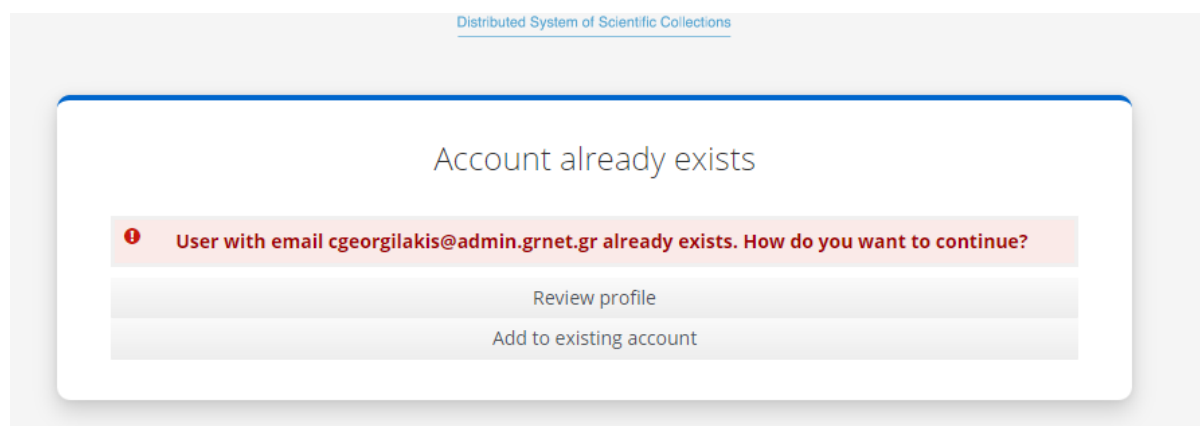 Distributed System of Scientific Collections
Account already exists
User with email cgeorgilakis@admin.grnet.gr already exists. How do you want to continue?
Review profile
Add to existing account